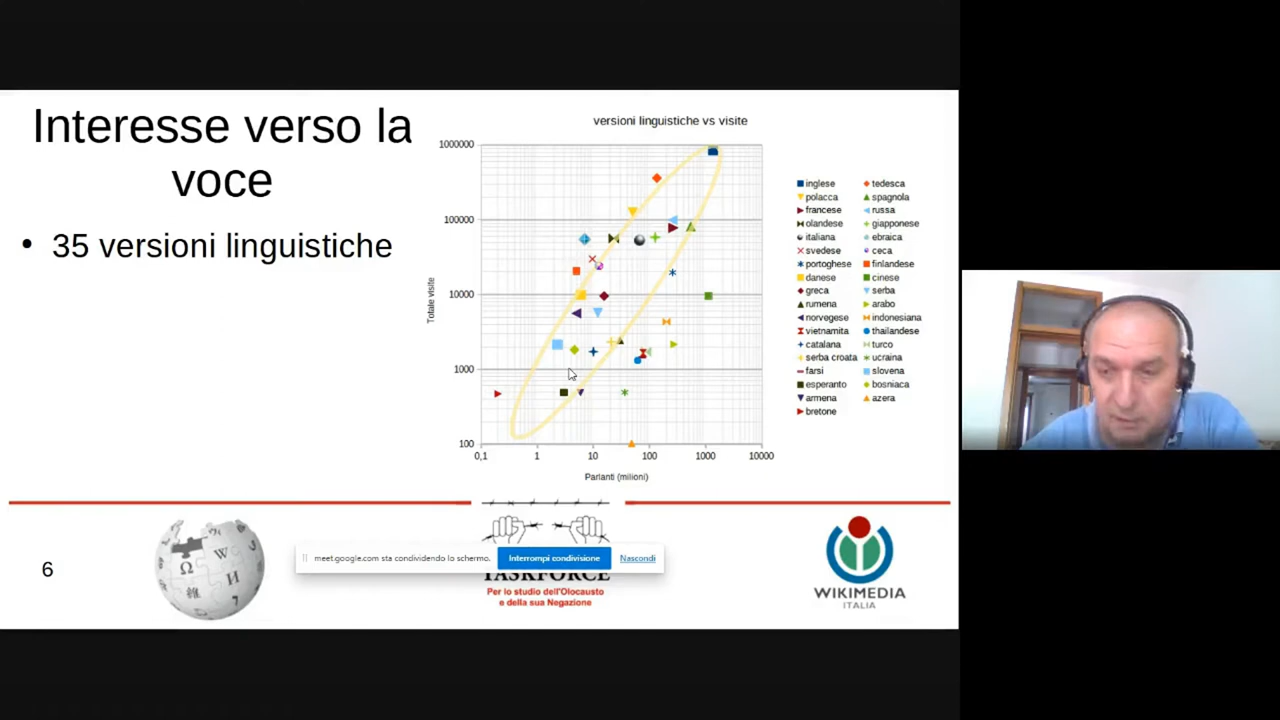 Interesse verso la
voce
• 35 versioni linguistiche
versioni linguistiche vs visite
1000000
100000
10000
1000
100
Totale visite
0,1 1 10 100 1000 10000
Parlanti (milioni)
inglese tedesca
polacca spagnola
francese russa
olandese giapponese
italiana ebraica
svedese ceca
portoghese finlandese
danese cinese
greca serba
rumena arabo
norvegese indonesiana
vietnamita thailandese
catalana turco
serba croata ucraina
farsi slovena
esperanto bosniaca
armena azera
bretone
6
meet.google.com sta condividendo lo schermo. Interrompi condivisione Nascondi
TASKFORCE
Per lo studio dell'Olocausto
e della sua Negazione
WIKIMEDIA
ITALIA